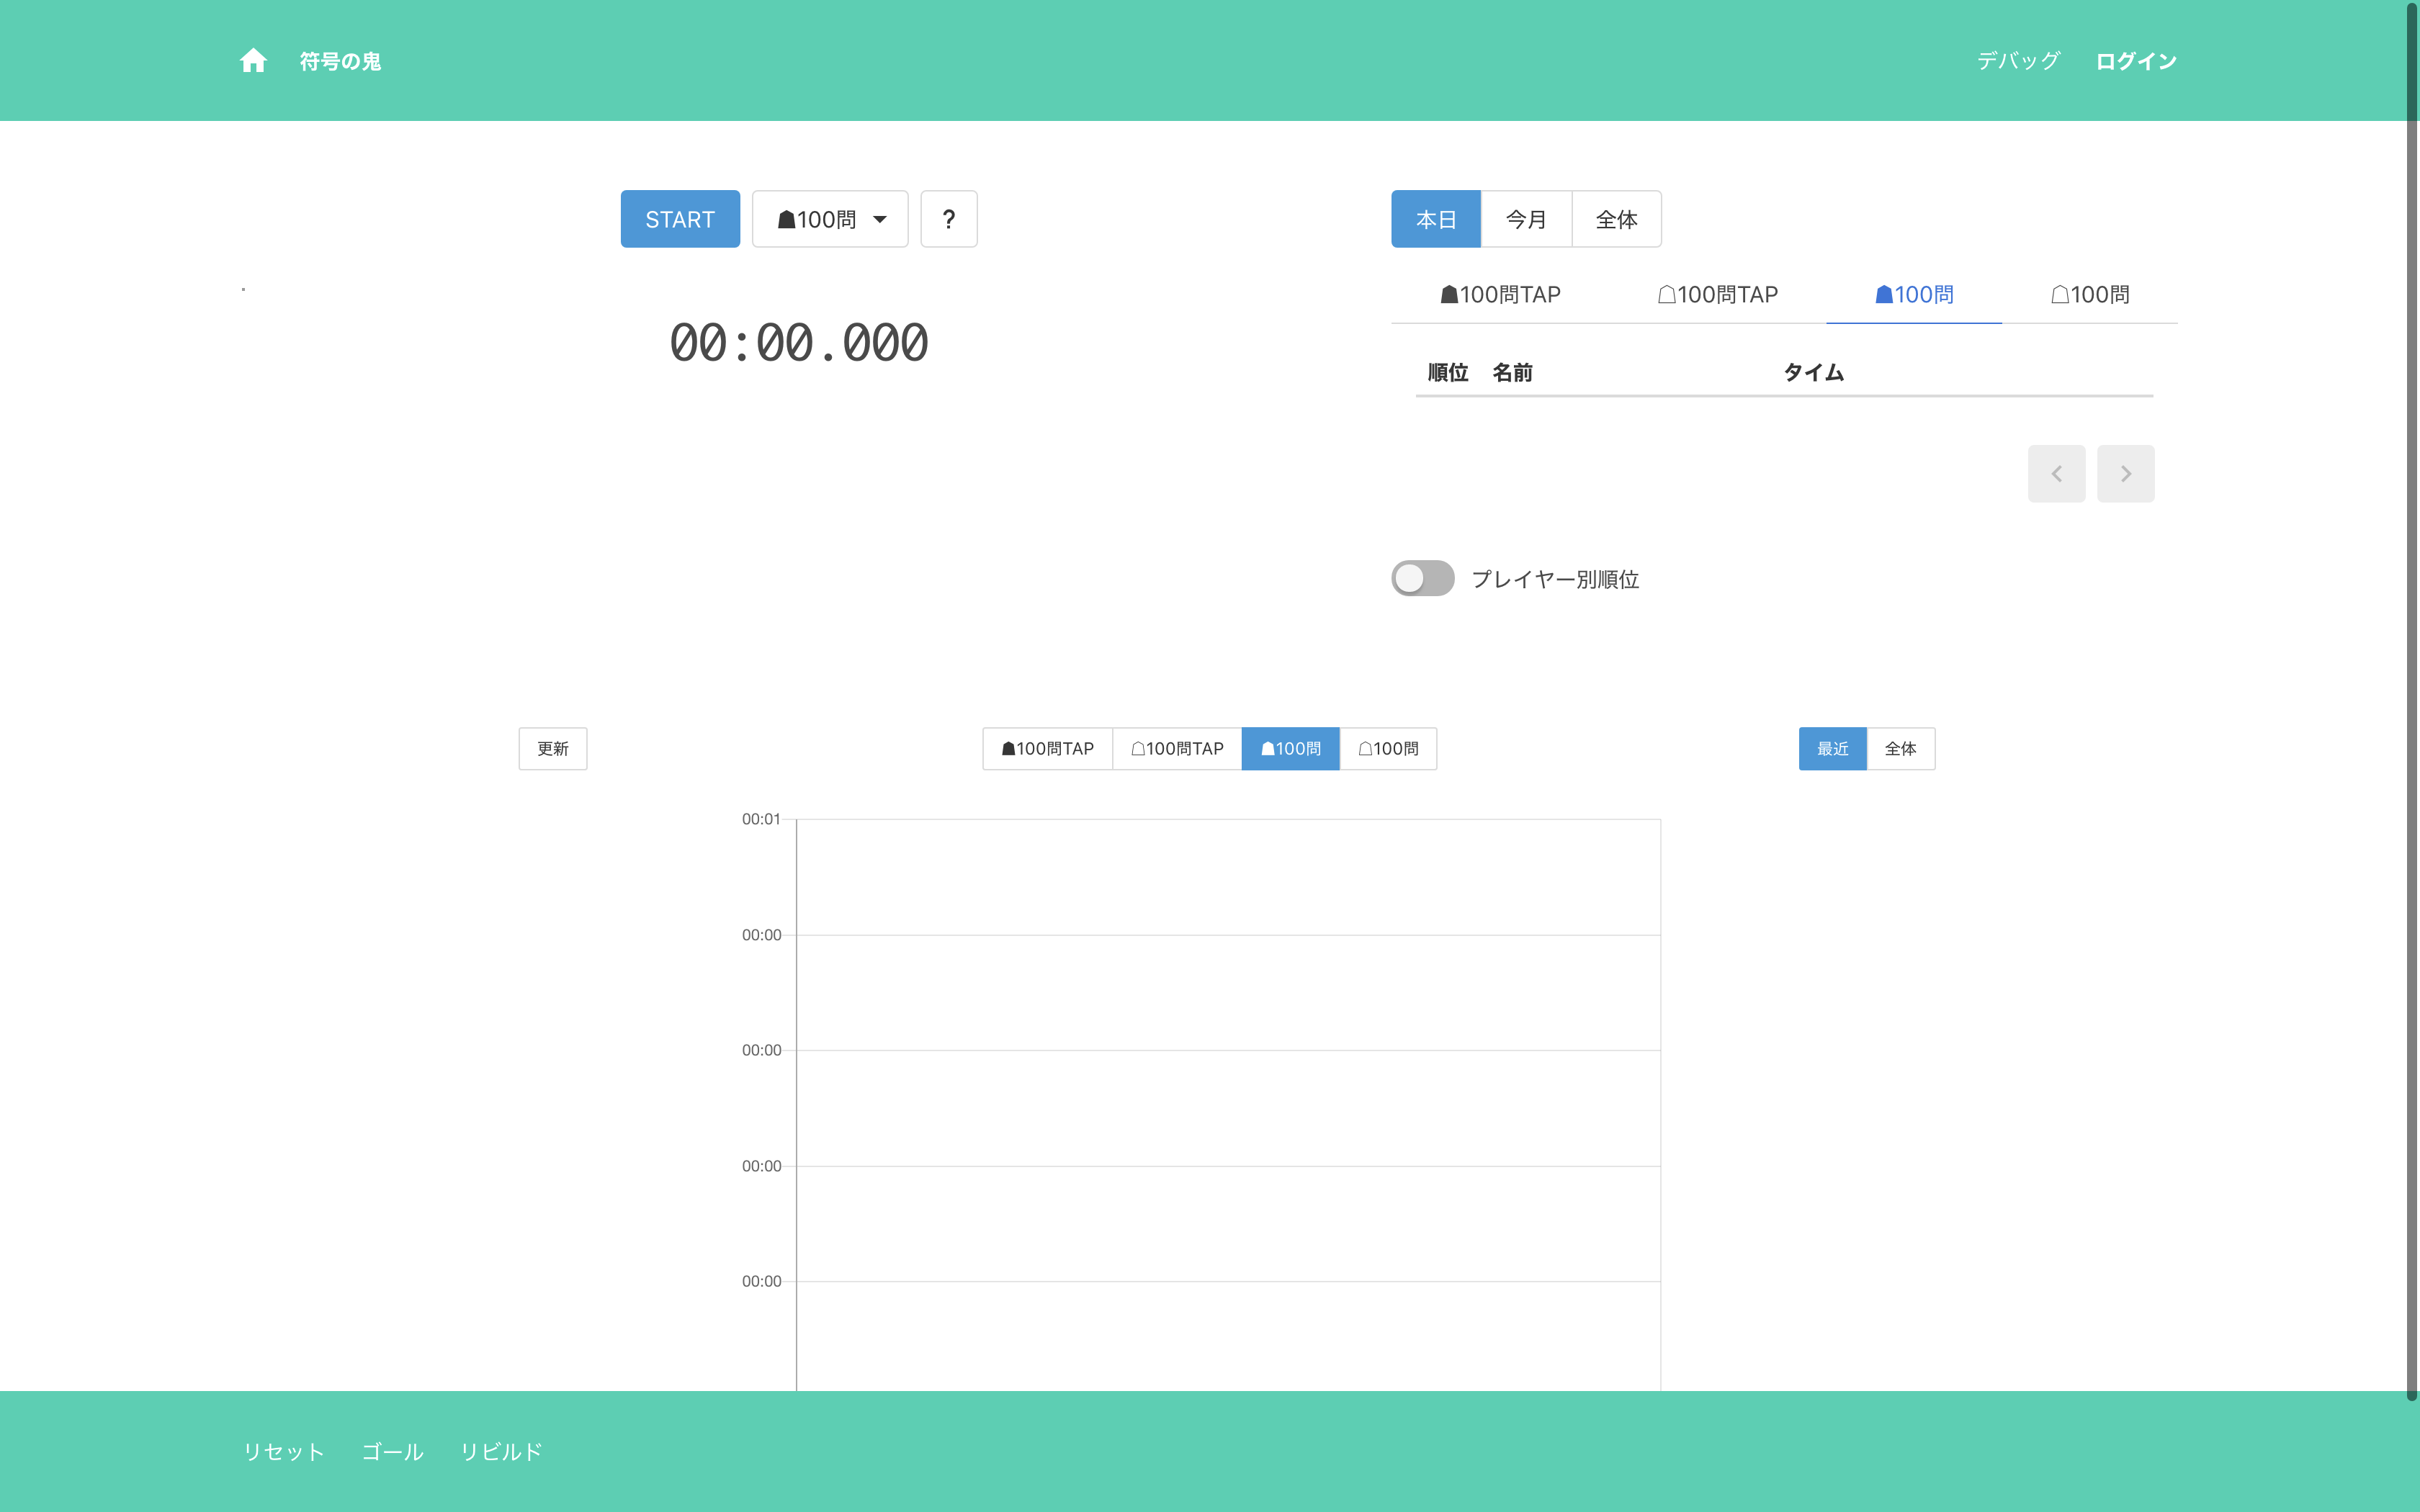 符号の鬼 デバッグ ログイン
START ☗100問 ?
本日 今月 全体
☗100問TAP ☖100問TAP ☗100問 ☖100問
00:00.000
順位 名前 タイム
プレイヤー別順位
更新 ☗100問TAP ☖100問TAP ☗100問 ☖100問 最近 全体
00:01
00:00
00:00
00:00
00:00
リセット ゴール リビルド